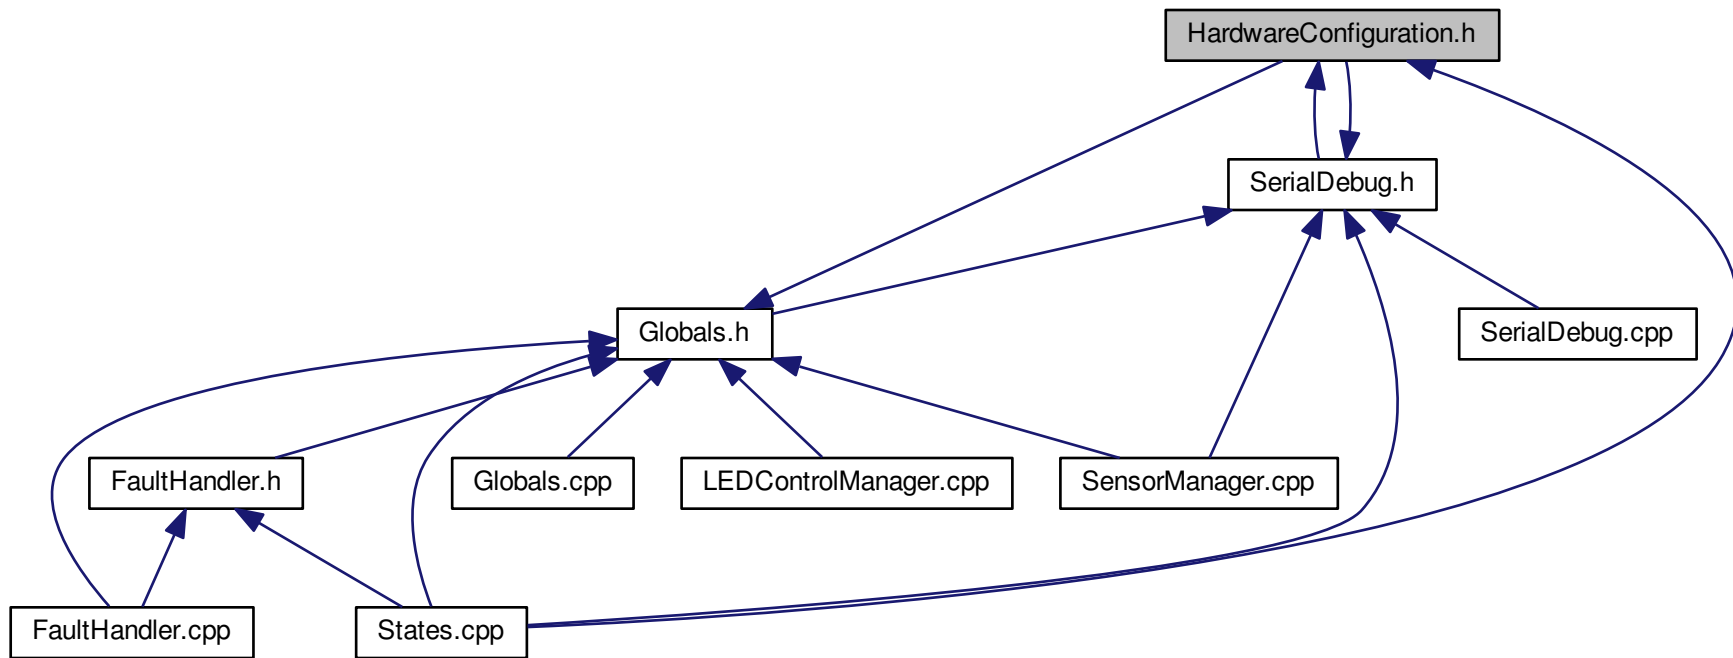 HardwareConfiguration.h
SerialDebug.h
Globals.h
SerialDebug.cpp
FaultHandler.h
Globals.cpp
LEDControlManager.cpp
SensorManager.cpp
FaultHandler.cpp
States.cpp